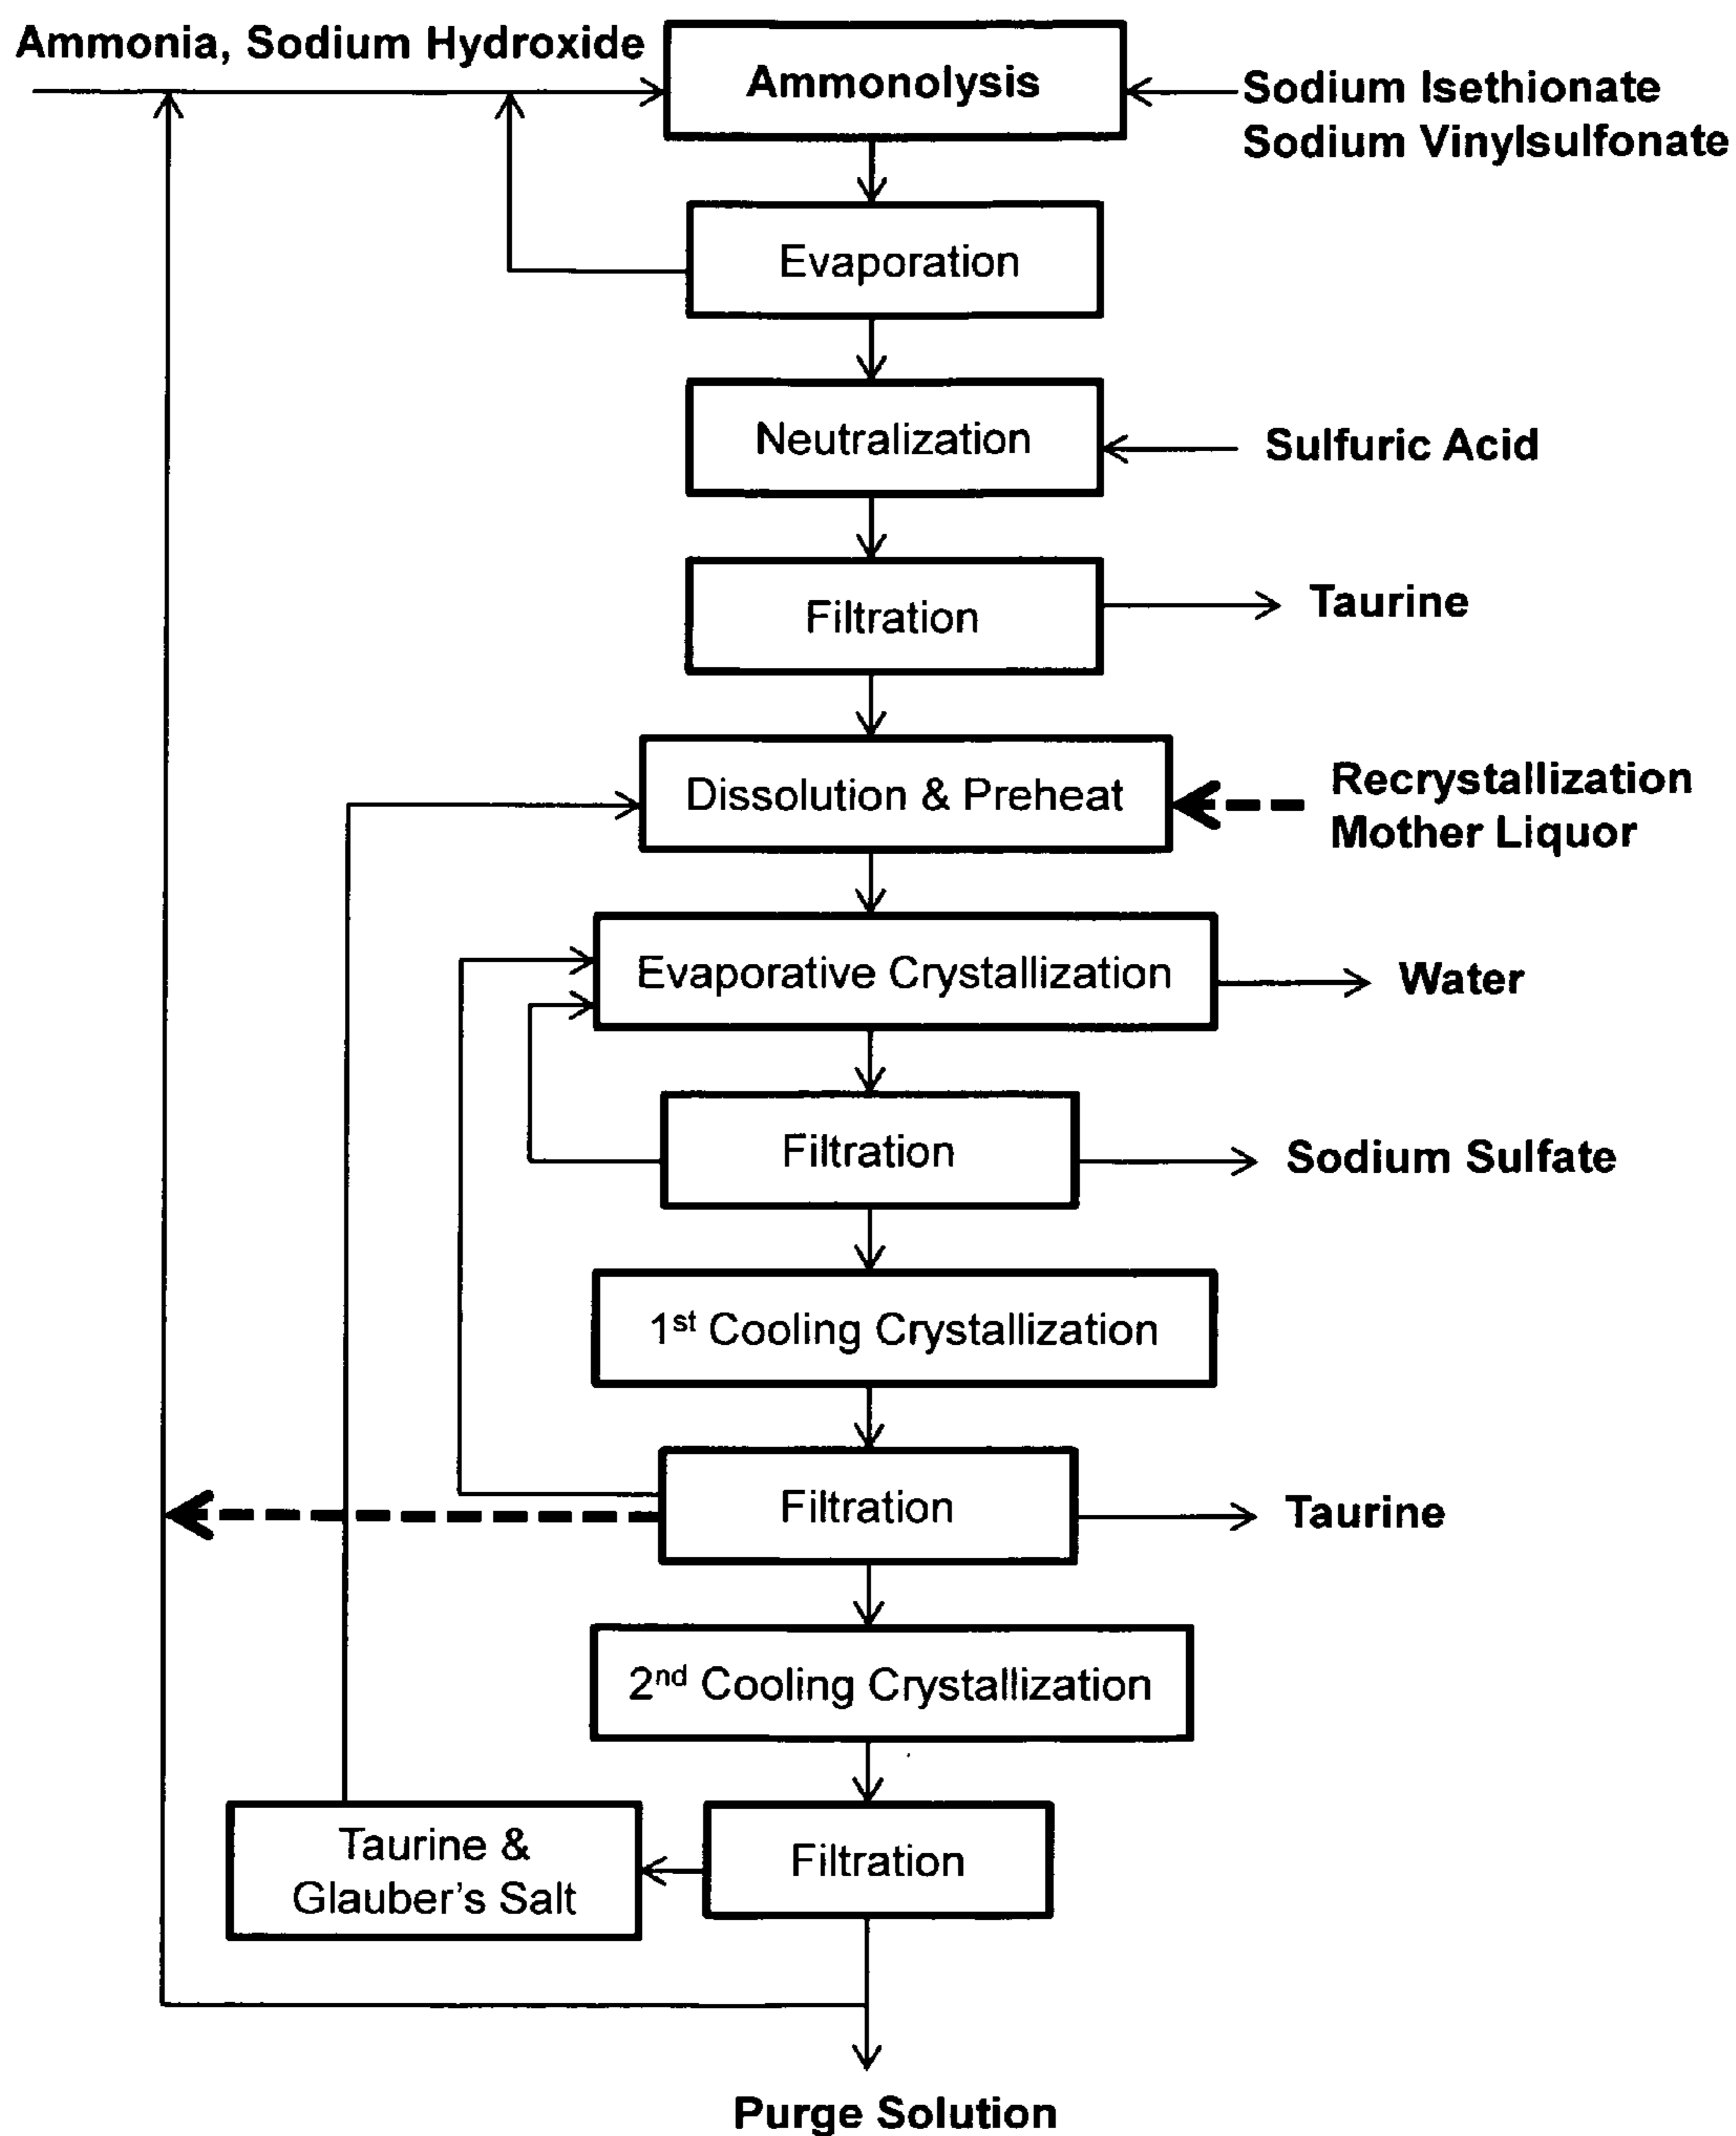 Ammonia, Sodium Hydroxide
Ammonolysis
Sodium Isethionate
Sodium Vinylsulfonate
Evaporation
Neutralization
Sulfuric Acid
Filtration
Taurine
Dissolution & Preheat
Recrystallization
Mother Liquor
Evaporative Crystallization
Water
Filtration
Sodium Sulfate
1st Cooling Crystallization
Filtration
Taurine
2nd Cooling Crystallization
Taurine &
Glauber's Salt
Filtration
Purge Solution